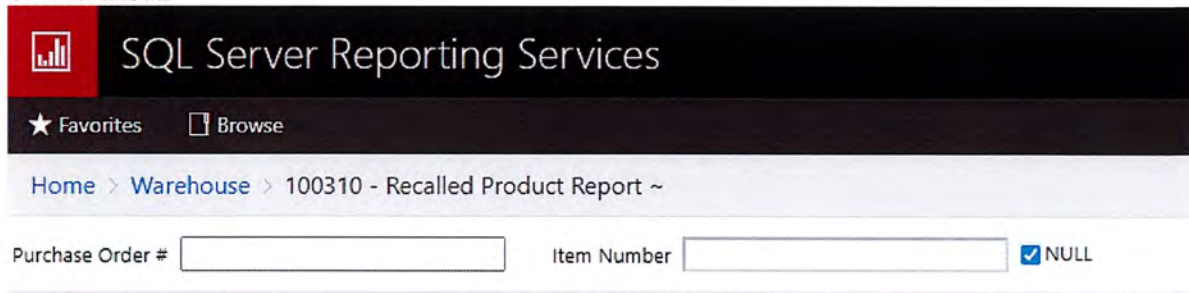 SQL Server Reporting Services
Favorites Browse
Home > Warehouse > 100310 - Recalled Product Report ~
Purchase Order # Item Number NULL